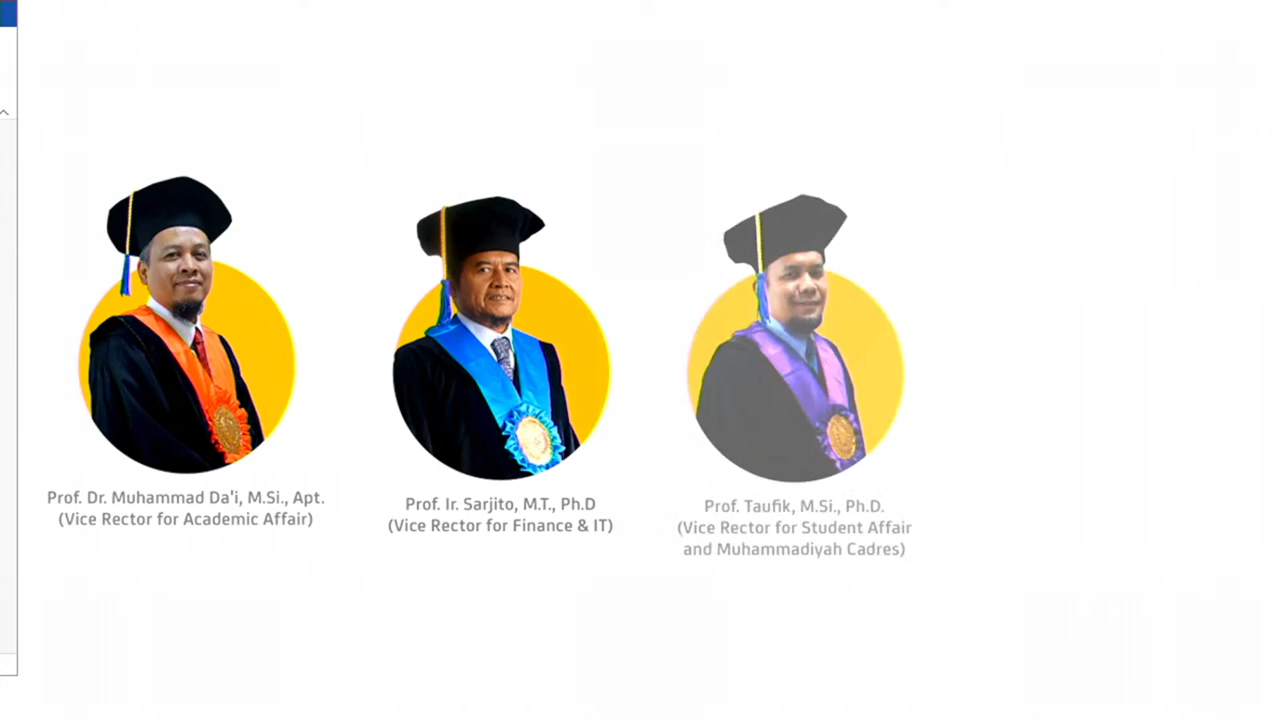 Prof. Dr. Muhammad Da'i, M.Si., Apt.
(Vice Rector for Academic Affair)
Prof. Ir. Sarjito, M.T., Ph.D
(Vice Rector for Finance & IT)
Prof. Taufik, M.Si., Ph.D.
(Vice Rector for Student Affair
and Muhammadiyah Cadres)